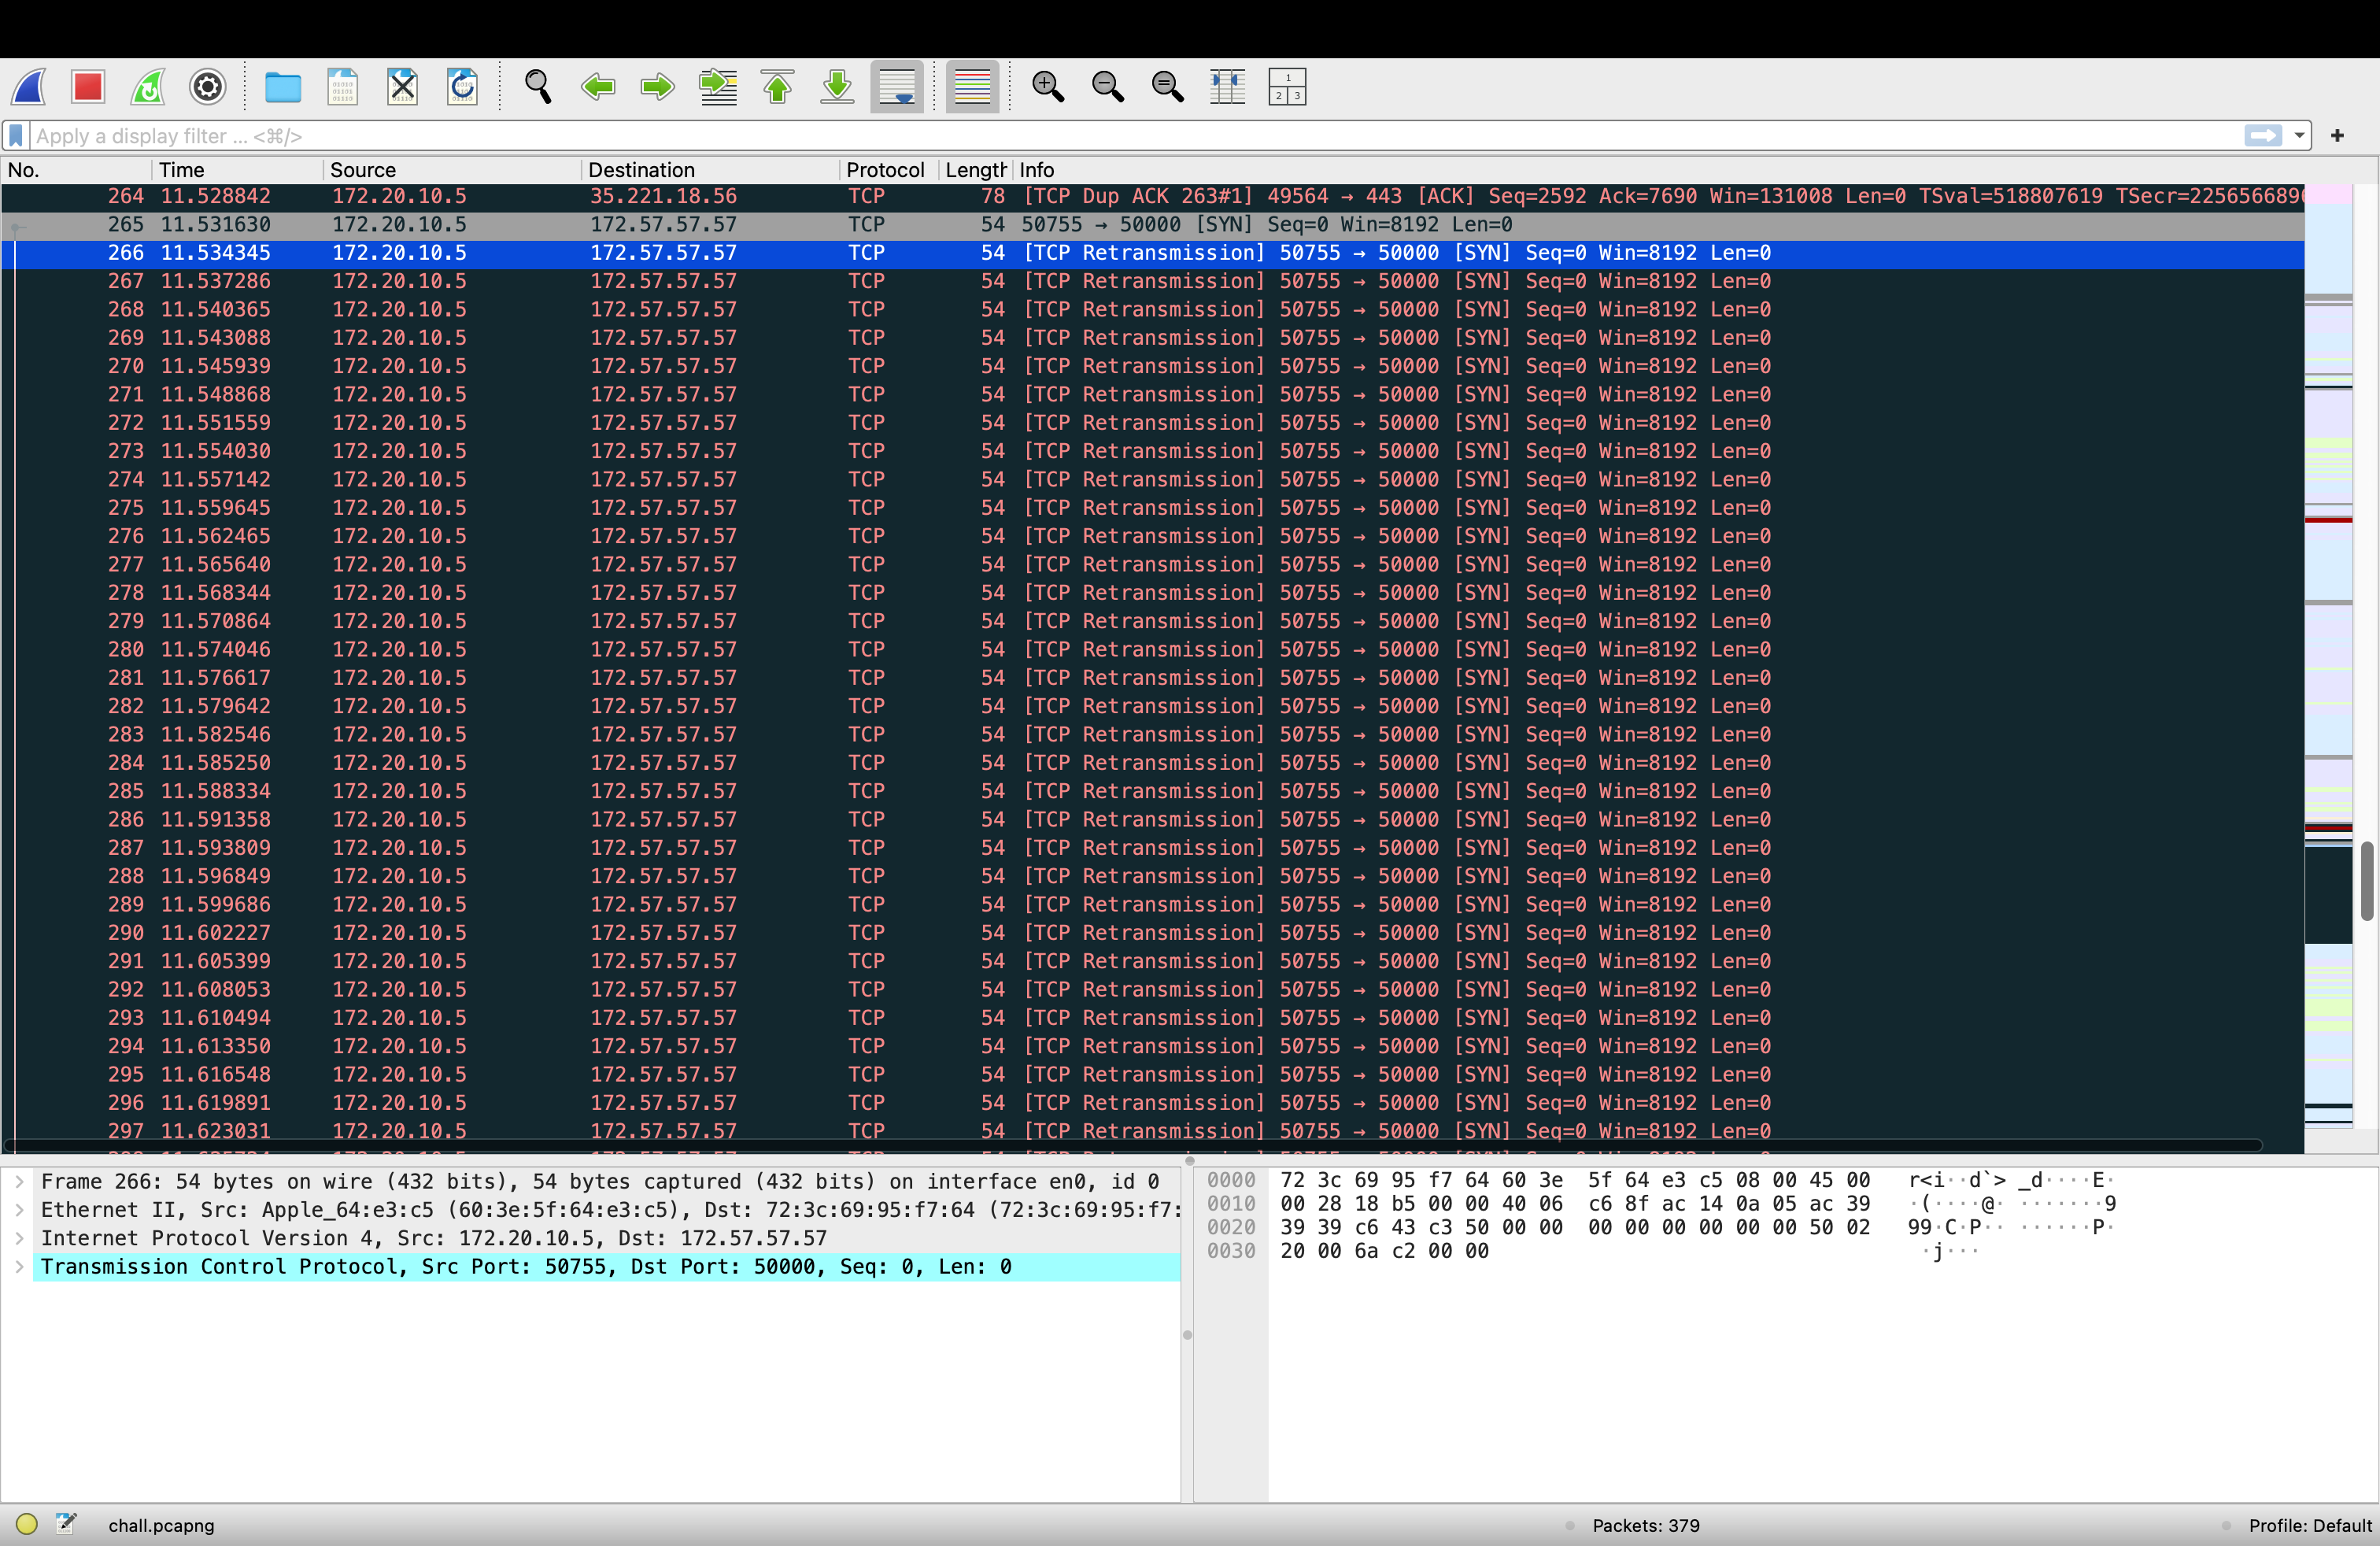 Apply a display filter ... <⌘/>
No. Time Source Destination Protocol Length Info
264 11.528842 172.20.10.5 35.221.18.56 TCP 78 [TCP Dup ACK 263#1] 49564 → 443 [ACK] Seq=2592 Ack=7690 Win=131008 Len=0 TSval=518807619 TSecr=2256566896
265 11.531630 172.20.10.5 172.57.57.57 TCP 54 50755 → 50000 [SYN] Seq=0 Win=8192 Len=0
266 11.534345 172.20.10.5 172.57.57.57 TCP 54 [TCP Retransmission] 50755 → 50000 [SYN] Seq=0 Win=8192 Len=0
267 11.537286 172.20.10.5 172.57.57.57 TCP 54 [TCP Retransmission] 50755 → 50000 [SYN] Seq=0 Win=8192 Len=0
268 11.540365 172.20.10.5 172.57.57.57 TCP 54 [TCP Retransmission] 50755 → 50000 [SYN] Seq=0 Win=8192 Len=0
269 11.543088 172.20.10.5 172.57.57.57 TCP 54 [TCP Retransmission] 50755 → 50000 [SYN] Seq=0 Win=8192 Len=0
270 11.545939 172.20.10.5 172.57.57.57 TCP 54 [TCP Retransmission] 50755 → 50000 [SYN] Seq=0 Win=8192 Len=0
271 11.548868 172.20.10.5 172.57.57.57 TCP 54 [TCP Retransmission] 50755 → 50000 [SYN] Seq=0 Win=8192 Len=0
272 11.551559 172.20.10.5 172.57.57.57 TCP 54 [TCP Retransmission] 50755 → 50000 [SYN] Seq=0 Win=8192 Len=0
273 11.554030 172.20.10.5 172.57.57.57 TCP 54 [TCP Retransmission] 50755 → 50000 [SYN] Seq=0 Win=8192 Len=0
274 11.557142 172.20.10.5 172.57.57.57 TCP 54 [TCP Retransmission] 50755 → 50000 [SYN] Seq=0 Win=8192 Len=0
275 11.559645 172.20.10.5 172.57.57.57 TCP 54 [TCP Retransmission] 50755 → 50000 [SYN] Seq=0 Win=8192 Len=0
276 11.562465 172.20.10.5 172.57.57.57 TCP 54 [TCP Retransmission] 50755 → 50000 [SYN] Seq=0 Win=8192 Len=0
277 11.565640 172.20.10.5 172.57.57.57 TCP 54 [TCP Retransmission] 50755 → 50000 [SYN] Seq=0 Win=8192 Len=0
278 11.568344 172.20.10.5 172.57.57.57 TCP 54 [TCP Retransmission] 50755 → 50000 [SYN] Seq=0 Win=8192 Len=0
279 11.570864 172.20.10.5 172.57.57.57 TCP 54 [TCP Retransmission] 50755 → 50000 [SYN] Seq=0 Win=8192 Len=0
280 11.574046 172.20.10.5 172.57.57.57 TCP 54 [TCP Retransmission] 50755 → 50000 [SYN] Seq=0 Win=8192 Len=0
281 11.576617 172.20.10.5 172.57.57.57 TCP 54 [TCP Retransmission] 50755 → 50000 [SYN] Seq=0 Win=8192 Len=0
282 11.579642 172.20.10.5 172.57.57.57 TCP 54 [TCP Retransmission] 50755 → 50000 [SYN] Seq=0 Win=8192 Len=0
283 11.582546 172.20.10.5 172.57.57.57 TCP 54 [TCP Retransmission] 50755 → 50000 [SYN] Seq=0 Win=8192 Len=0
284 11.585250 172.20.10.5 172.57.57.57 TCP 54 [TCP Retransmission] 50755 → 50000 [SYN] Seq=0 Win=8192 Len=0
285 11.588334 172.20.10.5 172.57.57.57 TCP 54 [TCP Retransmission] 50755 → 50000 [SYN] Seq=0 Win=8192 Len=0
286 11.591358 172.20.10.5 172.57.57.57 TCP 54 [TCP Retransmission] 50755 → 50000 [SYN] Seq=0 Win=8192 Len=0
287 11.593809 172.20.10.5 172.57.57.57 TCP 54 [TCP Retransmission] 50755 → 50000 [SYN] Seq=0 Win=8192 Len=0
288 11.596849 172.20.10.5 172.57.57.57 TCP 54 [TCP Retransmission] 50755 → 50000 [SYN] Seq=0 Win=8192 Len=0
289 11.599686 172.20.10.5 172.57.57.57 TCP 54 [TCP Retransmission] 50755 → 50000 [SYN] Seq=0 Win=8192 Len=0
290 11.602227 172.20.10.5 172.57.57.57 TCP 54 [TCP Retransmission] 50755 → 50000 [SYN] Seq=0 Win=8192 Len=0
291 11.605399 172.20.10.5 172.57.57.57 TCP 54 [TCP Retransmission] 50755 → 50000 [SYN] Seq=0 Win=8192 Len=0
292 11.608053 172.20.10.5 172.57.57.57 TCP 54 [TCP Retransmission] 50755 → 50000 [SYN] Seq=0 Win=8192 Len=0
293 11.610494 172.20.10.5 172.57.57.57 TCP 54 [TCP Retransmission] 50755 → 50000 [SYN] Seq=0 Win=8192 Len=0
294 11.613350 172.20.10.5 172.57.57.57 TCP 54 [TCP Retransmission] 50755 → 50000 [SYN] Seq=0 Win=8192 Len=0
295 11.616548 172.20.10.5 172.57.57.57 TCP 54 [TCP Retransmission] 50755 → 50000 [SYN] Seq=0 Win=8192 Len=0
296 11.619891 172.20.10.5 172.57.57.57 TCP 54 [TCP Retransmission] 50755 → 50000 [SYN] Seq=0 Win=8192 Len=0
297 11.623031 172.20.10.5 172.57.57.57 TCP 54 [TCP Retransmission] 50755 → 50000 [SYN] Seq=0 Win=8192 Len=0
Frame 266: 54 bytes on wire (432 bits), 54 bytes captured (432 bits) on interface en0, id 0
Ethernet II, Src: Apple_64:e3:c5 (60:3e:5f:64:e3:c5), Dst: 72:3c:69:95:f7:64 (72:3c:69:95:f7:
Internet Protocol Version 4, Src: 172.20.10.5, Dst: 172.57.57.57
Transmission Control Protocol, Src Port: 50755, Dst Port: 50000, Seq: 0, Len: 0
0000 72 3c 69 95 f7 64 60 3e 5f 64 e3 c5 08 00 45 00 r<i··d`> _d····E·
0010 00 28 18 b5 00 00 40 06 c6 8f ac 14 0a 05 ac 39 ·(····@· ·······9
0020 39 39 c6 43 c3 50 00 00 00 00 00 00 00 00 50 02 99·C·P·· ······P·
0030 20 00 6a c2 00 00 ·j···
chall.pcapng
Packets: 379
Profile: Default